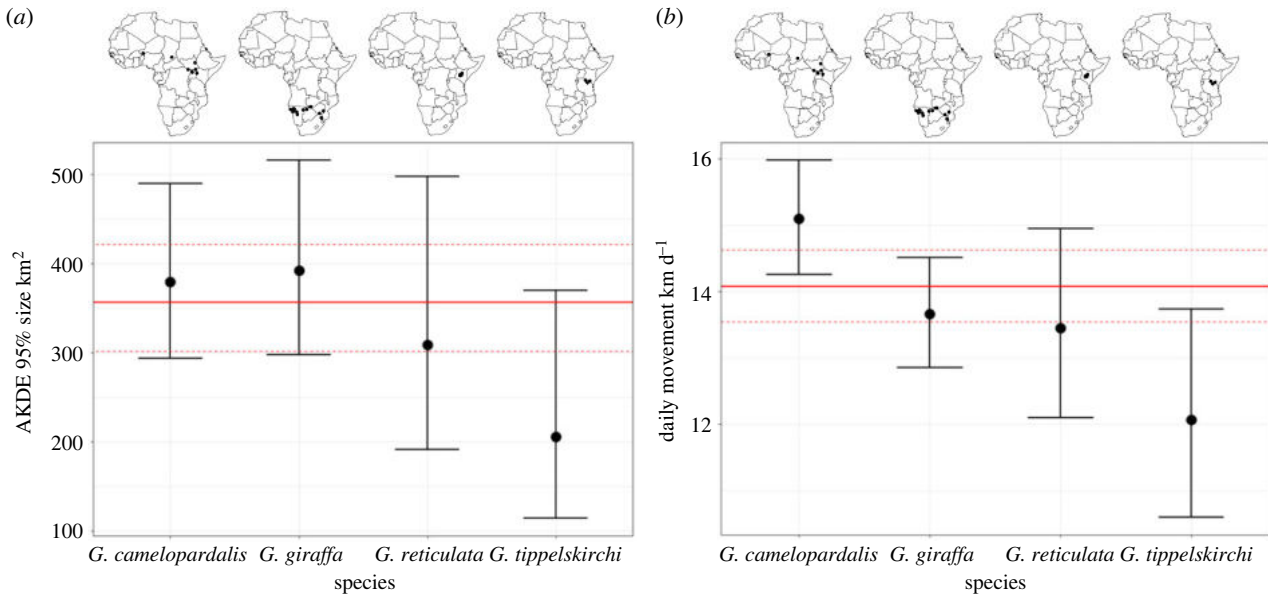 (a)
AKDE 95% size km²
500
400
300
200
100
G. camelopardalis G. giraffa G. reticulata G. tippelskirchi
species
(b)
daily movement km d⁻¹
16
14
12
G. camelopardalis G. giraffa G. reticulata G. tippelskirchi
species